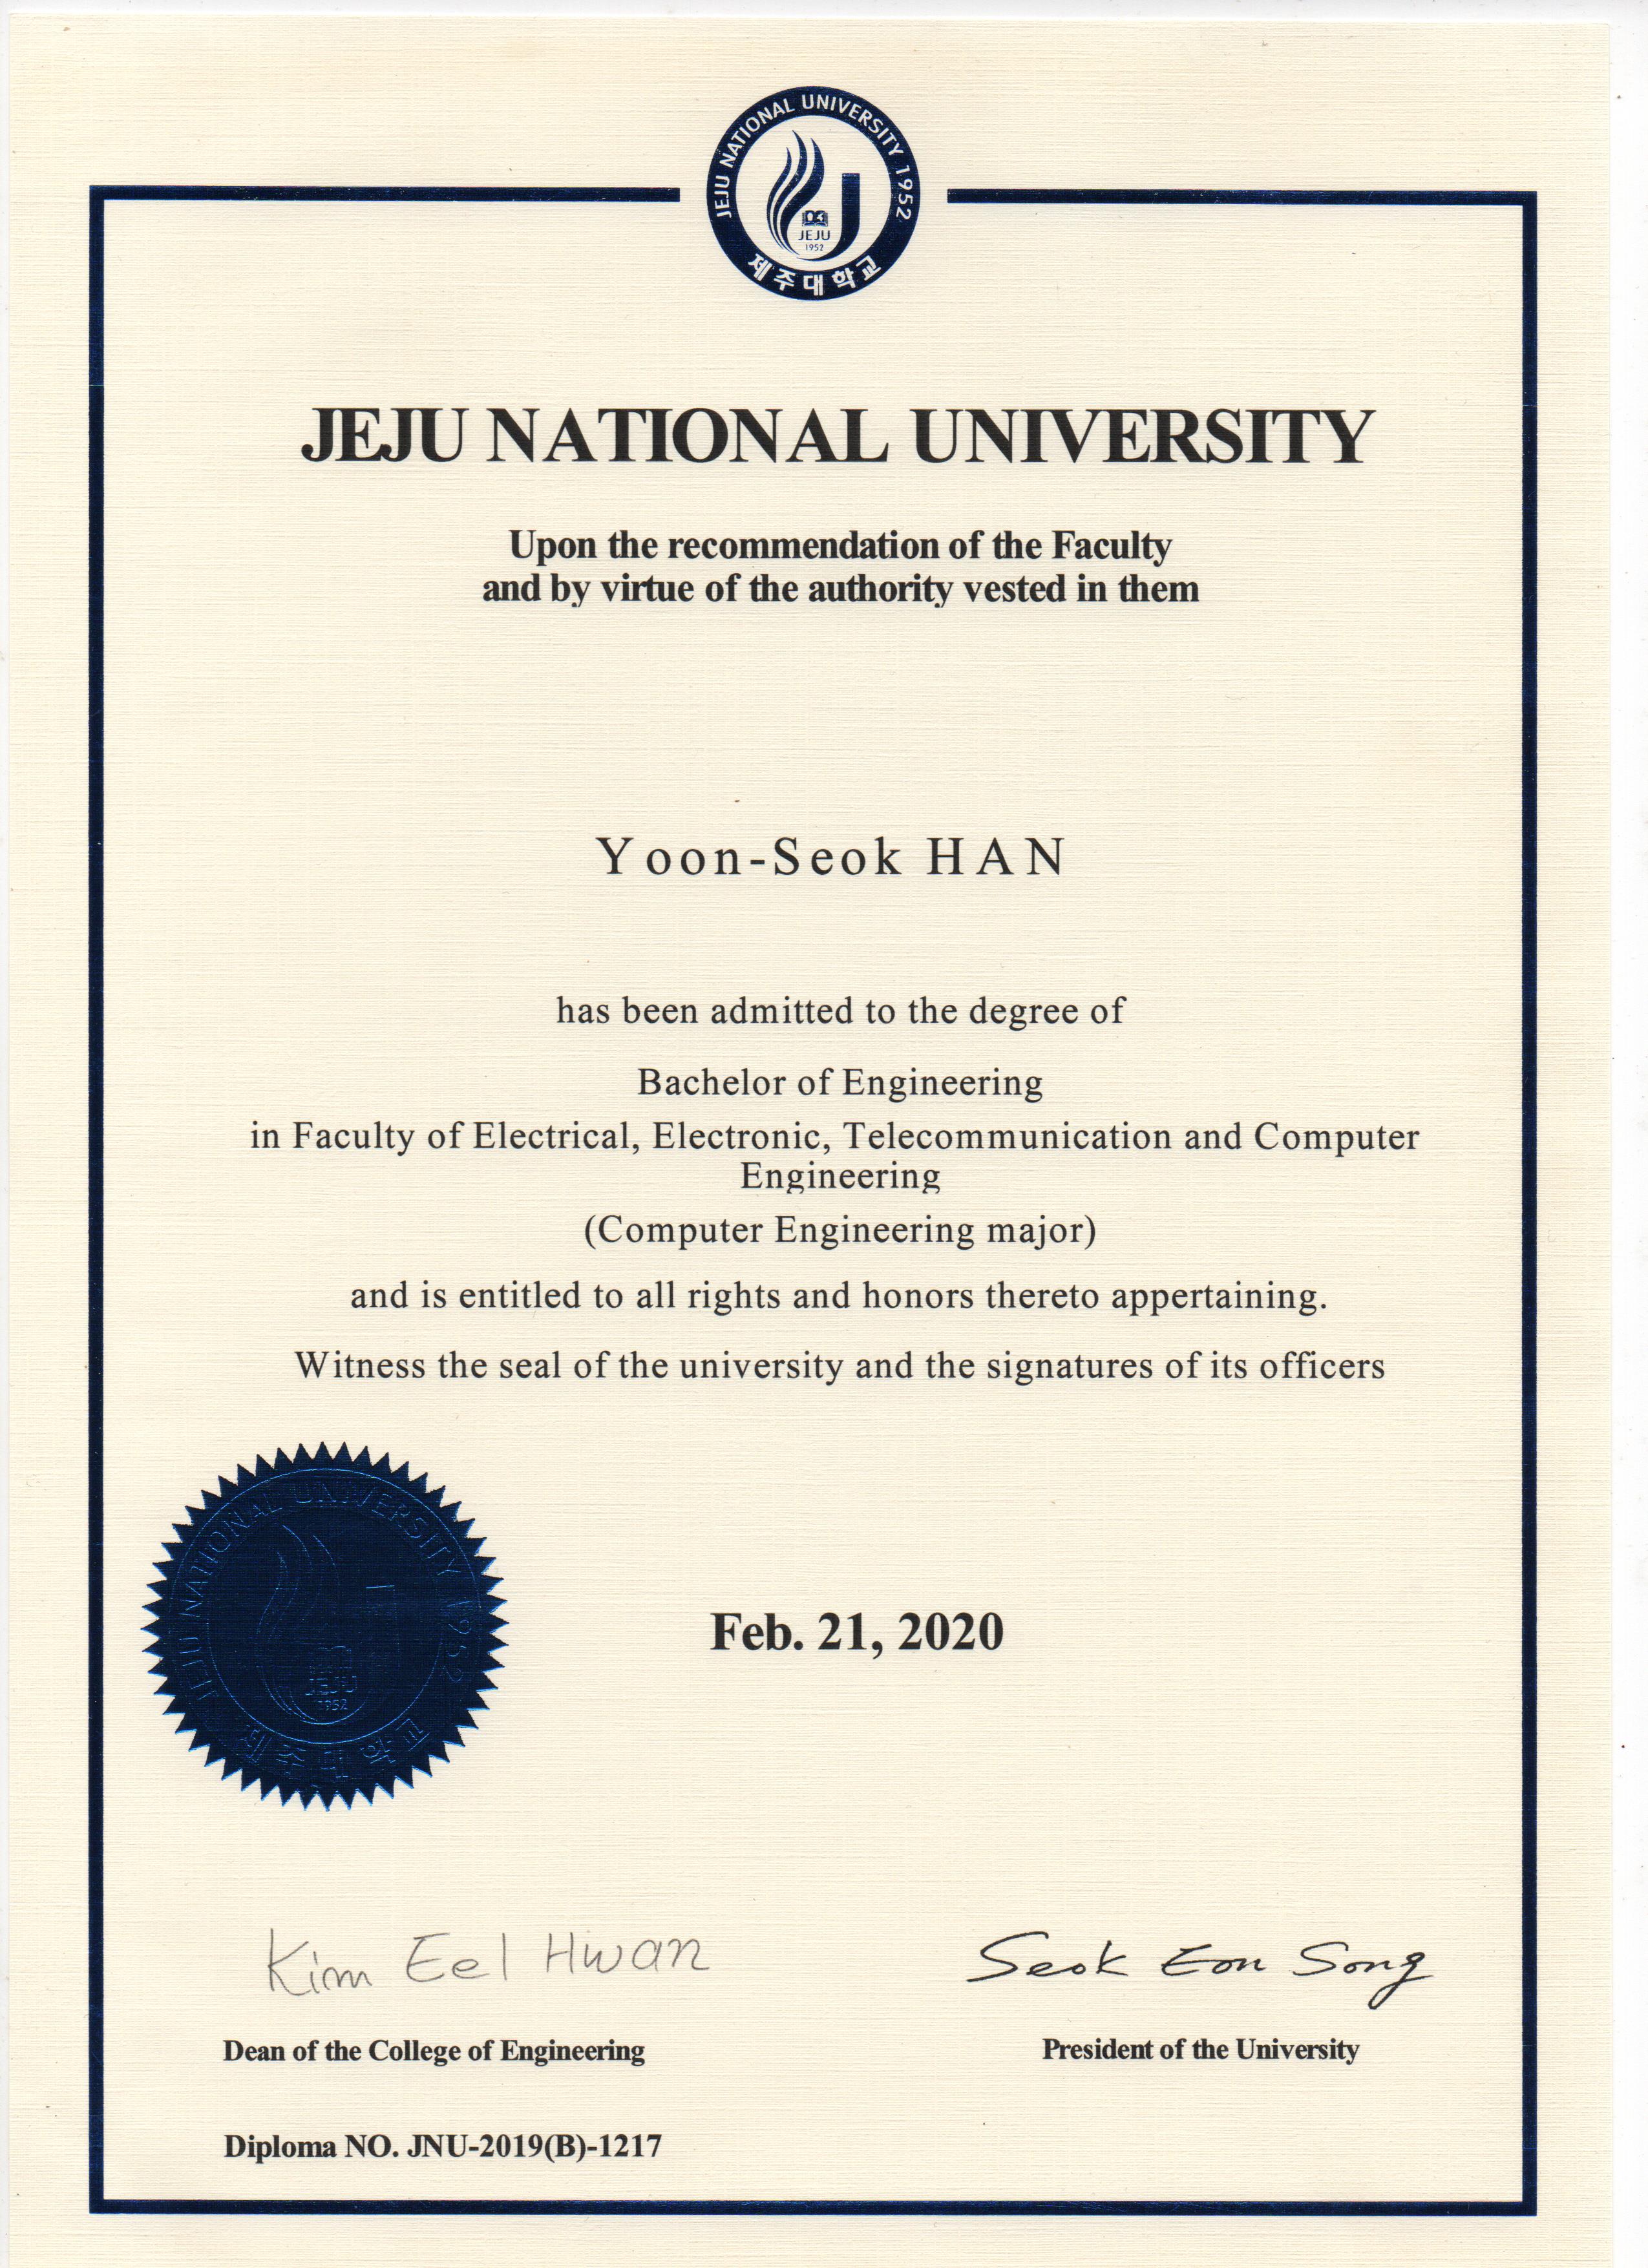 JEJU NATIONAL UNIVERSITY 1952
JEJU
1952
제주대학교
JEJU NATIONAL UNIVERSITY
Upon the recommendation of the Faculty
and by virtue of the authority vested in them
Yoon-Seok HAN
has been admitted to the degree of
Bachelor of Engineering
in Faculty of Electrical, Electronic, Telecommunication and Computer
Engineering
(Computer Engineering major)
and is entitled to all rights and honors thereto appertaining.
Witness the seal of the university and the signatures of its officers
JEJU NATIONAL UNIVERSITY 1952
JEJU
1952
제주대학교
Feb. 21, 2020
Kim Eel Hwan
Seok Eon Song
Dean of the College of Engineering
President of the University
Diploma NO. JNU-2019(B)-1217